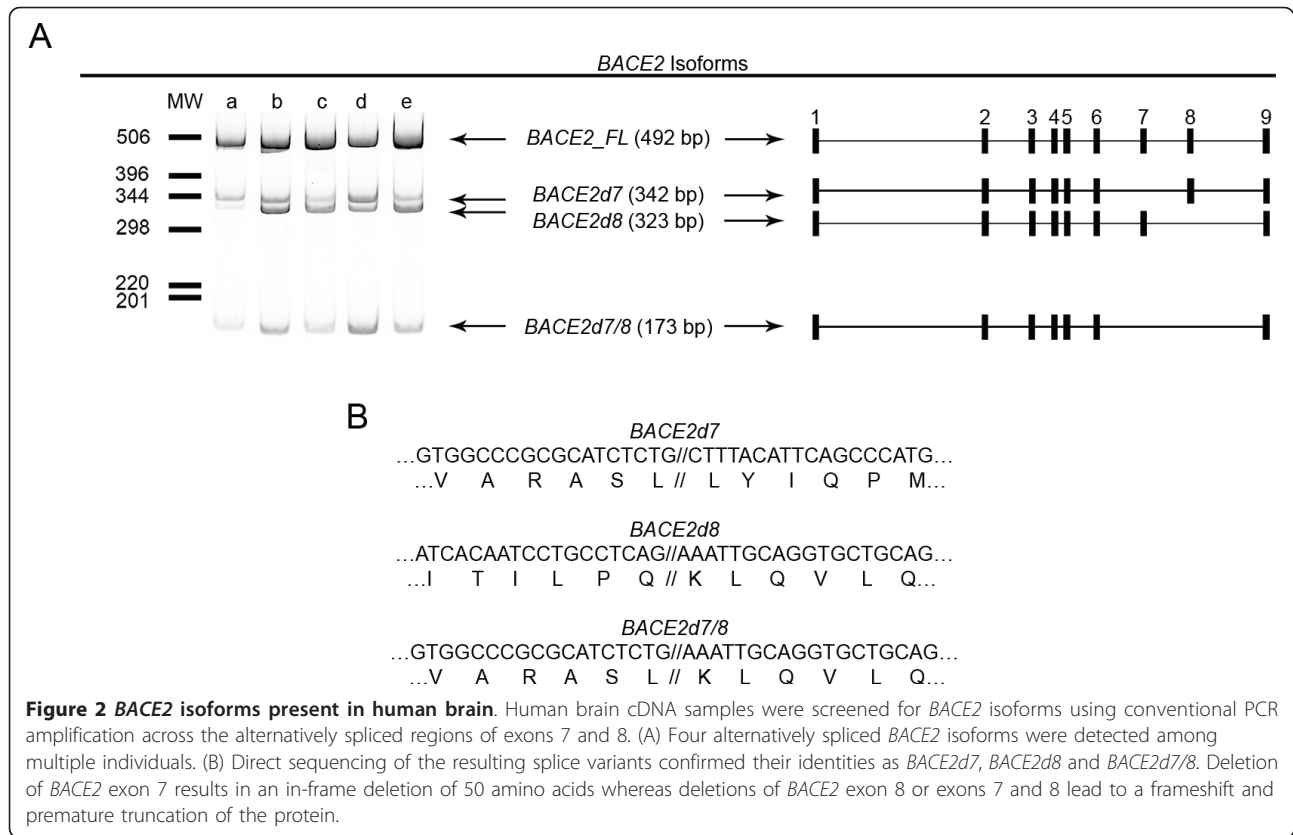 A
BACE2 Isoforms
MW a b c d e
1 2 3 4 5 6 7 8 9
506
396
344
298
220
201
BACE2_FL (492 bp)
BACE2d7 (342 bp)
BACE2d8 (323 bp)
BACE2d7/8 (173 bp)
B
BACE2d7
...GTGGCCCGCGCATCTCTG//CTTTACATTCAGCCCATG...
...V A R A S L // L Y I Q P M...
BACE2d8
...ATCACAATCCTGCCTCAG//AAATTGCAGGTGCTGCAG...
...I T I L P Q // K L Q V L Q...
BACE2d7/8
...GTGGCCCGCGCATCTCTG//AAATTGCAGGTGCTGCAG...
...V A R A S L // K L Q V L Q...
Figure 2 BACE2 isoforms present in human brain. Human brain cDNA samples were screened for BACE2 isoforms using conventional PCR
amplification across the alternatively spliced regions of exons 7 and 8. (A) Four alternatively spliced BACE2 isoforms were detected among
multiple individuals. (B) Direct sequencing of the resulting splice variants confirmed their identities as BACE2d7, BACE2d8 and BACE2d7/8. Deletion
of BACE2 exon 7 results in an in-frame deletion of 50 amino acids whereas deletions of BACE2 exon 8 or exons 7 and 8 lead to a frameshift and
premature truncation of the protein.